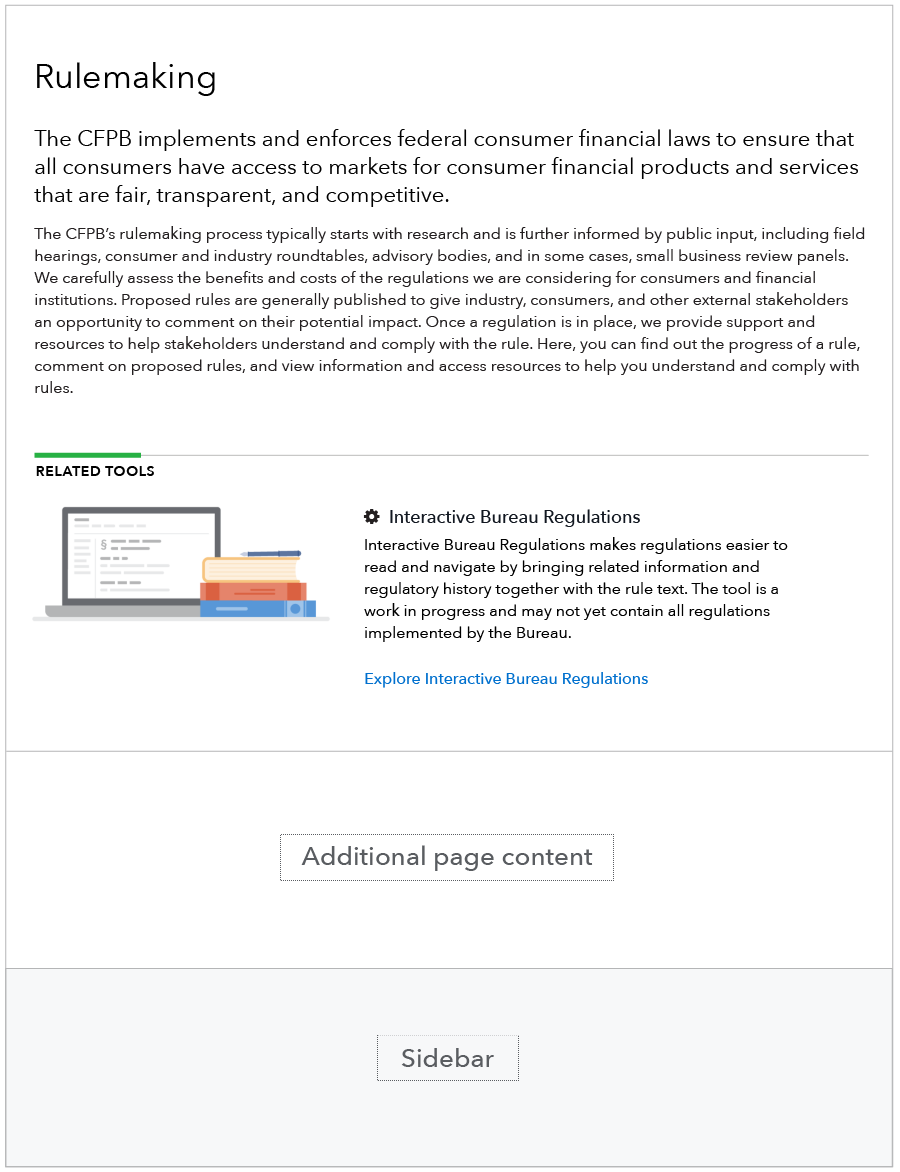 Rulemaking
The CFPB implements and enforces federal consumer financial laws to ensure that
all consumers have access to markets for consumer financial products and services
that are fair, transparent, and competitive.
The CFPB’s rulemaking process typically starts with research and is further informed by public input, including field
hearings, consumer and industry roundtables, advisory bodies, and in some cases, small business review panels.
We carefully assess the benefits and costs of the regulations we are considering for consumers and financial
institutions. Proposed rules are generally published to give industry, consumers, and other external stakeholders
an opportunity to comment on their potential impact. Once a regulation is in place, we provide support and
resources to help stakeholders understand and comply with the rule. Here, you can find out the progress of a rule,
comment on proposed rules, and view information and access resources to help you understand and comply with
rules.
RELATED TOOLS
§
Interactive Bureau Regulations
Interactive Bureau Regulations makes regulations easier to
read and navigate by bringing related information and
regulatory history together with the rule text. The tool is a
work in progress and may not yet contain all regulations
implemented by the Bureau.
Explore Interactive Bureau Regulations
Additional page content
Sidebar